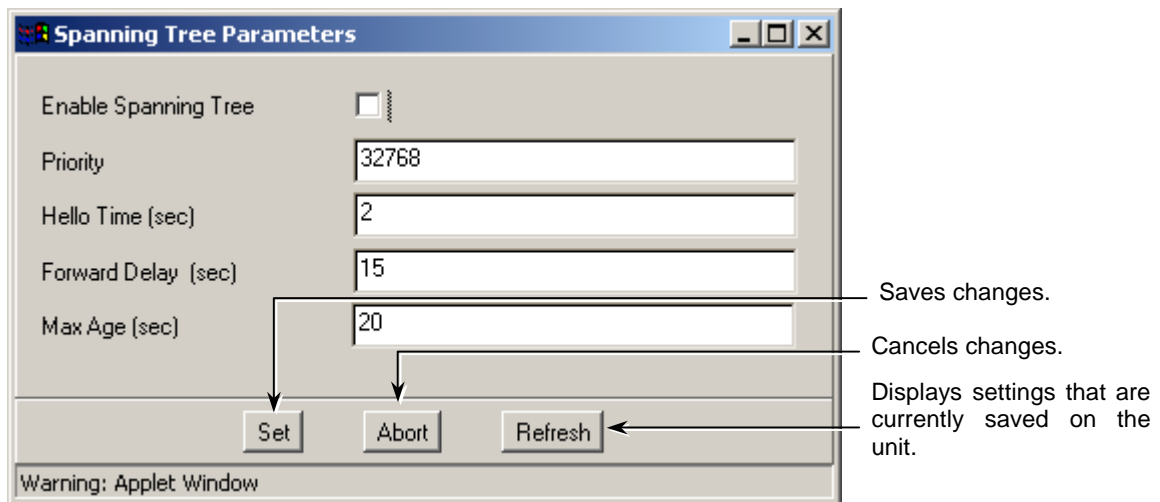 Spanning Tree Parameters
Enable Spanning Tree
Priority
32768
Hello Time (sec)
2
Forward Delay (sec)
15
Max Age (sec)
20
Saves changes.
Cancels changes.
Displays settings that are
currently saved on the
unit.
Set
Abort
Refresh
Warning: Applet Window